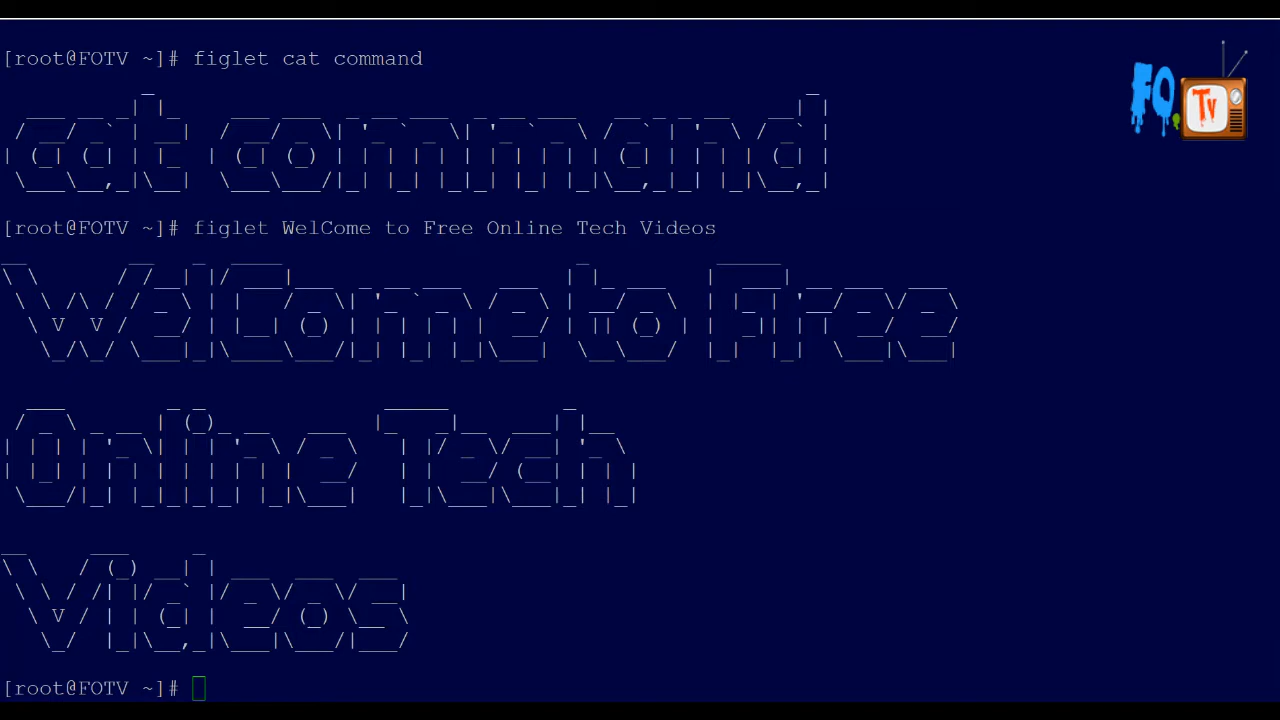 [root@FOTV ~]# figlet cat command
cat command
[root@FOTV ~]# figlet WelCome to Free Online Tech Videos
WelCome to Free
Online Tech
Videos
[root@FOTV ~]#
FO.
Tv